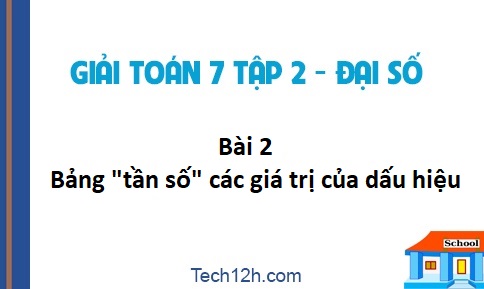 GIẢI TOÁN 7 TẬP 2 - ĐẠI SỐ
Bài 2
Bảng "tần số" các giá trị của dấu hiệu
School
Tech12h.com